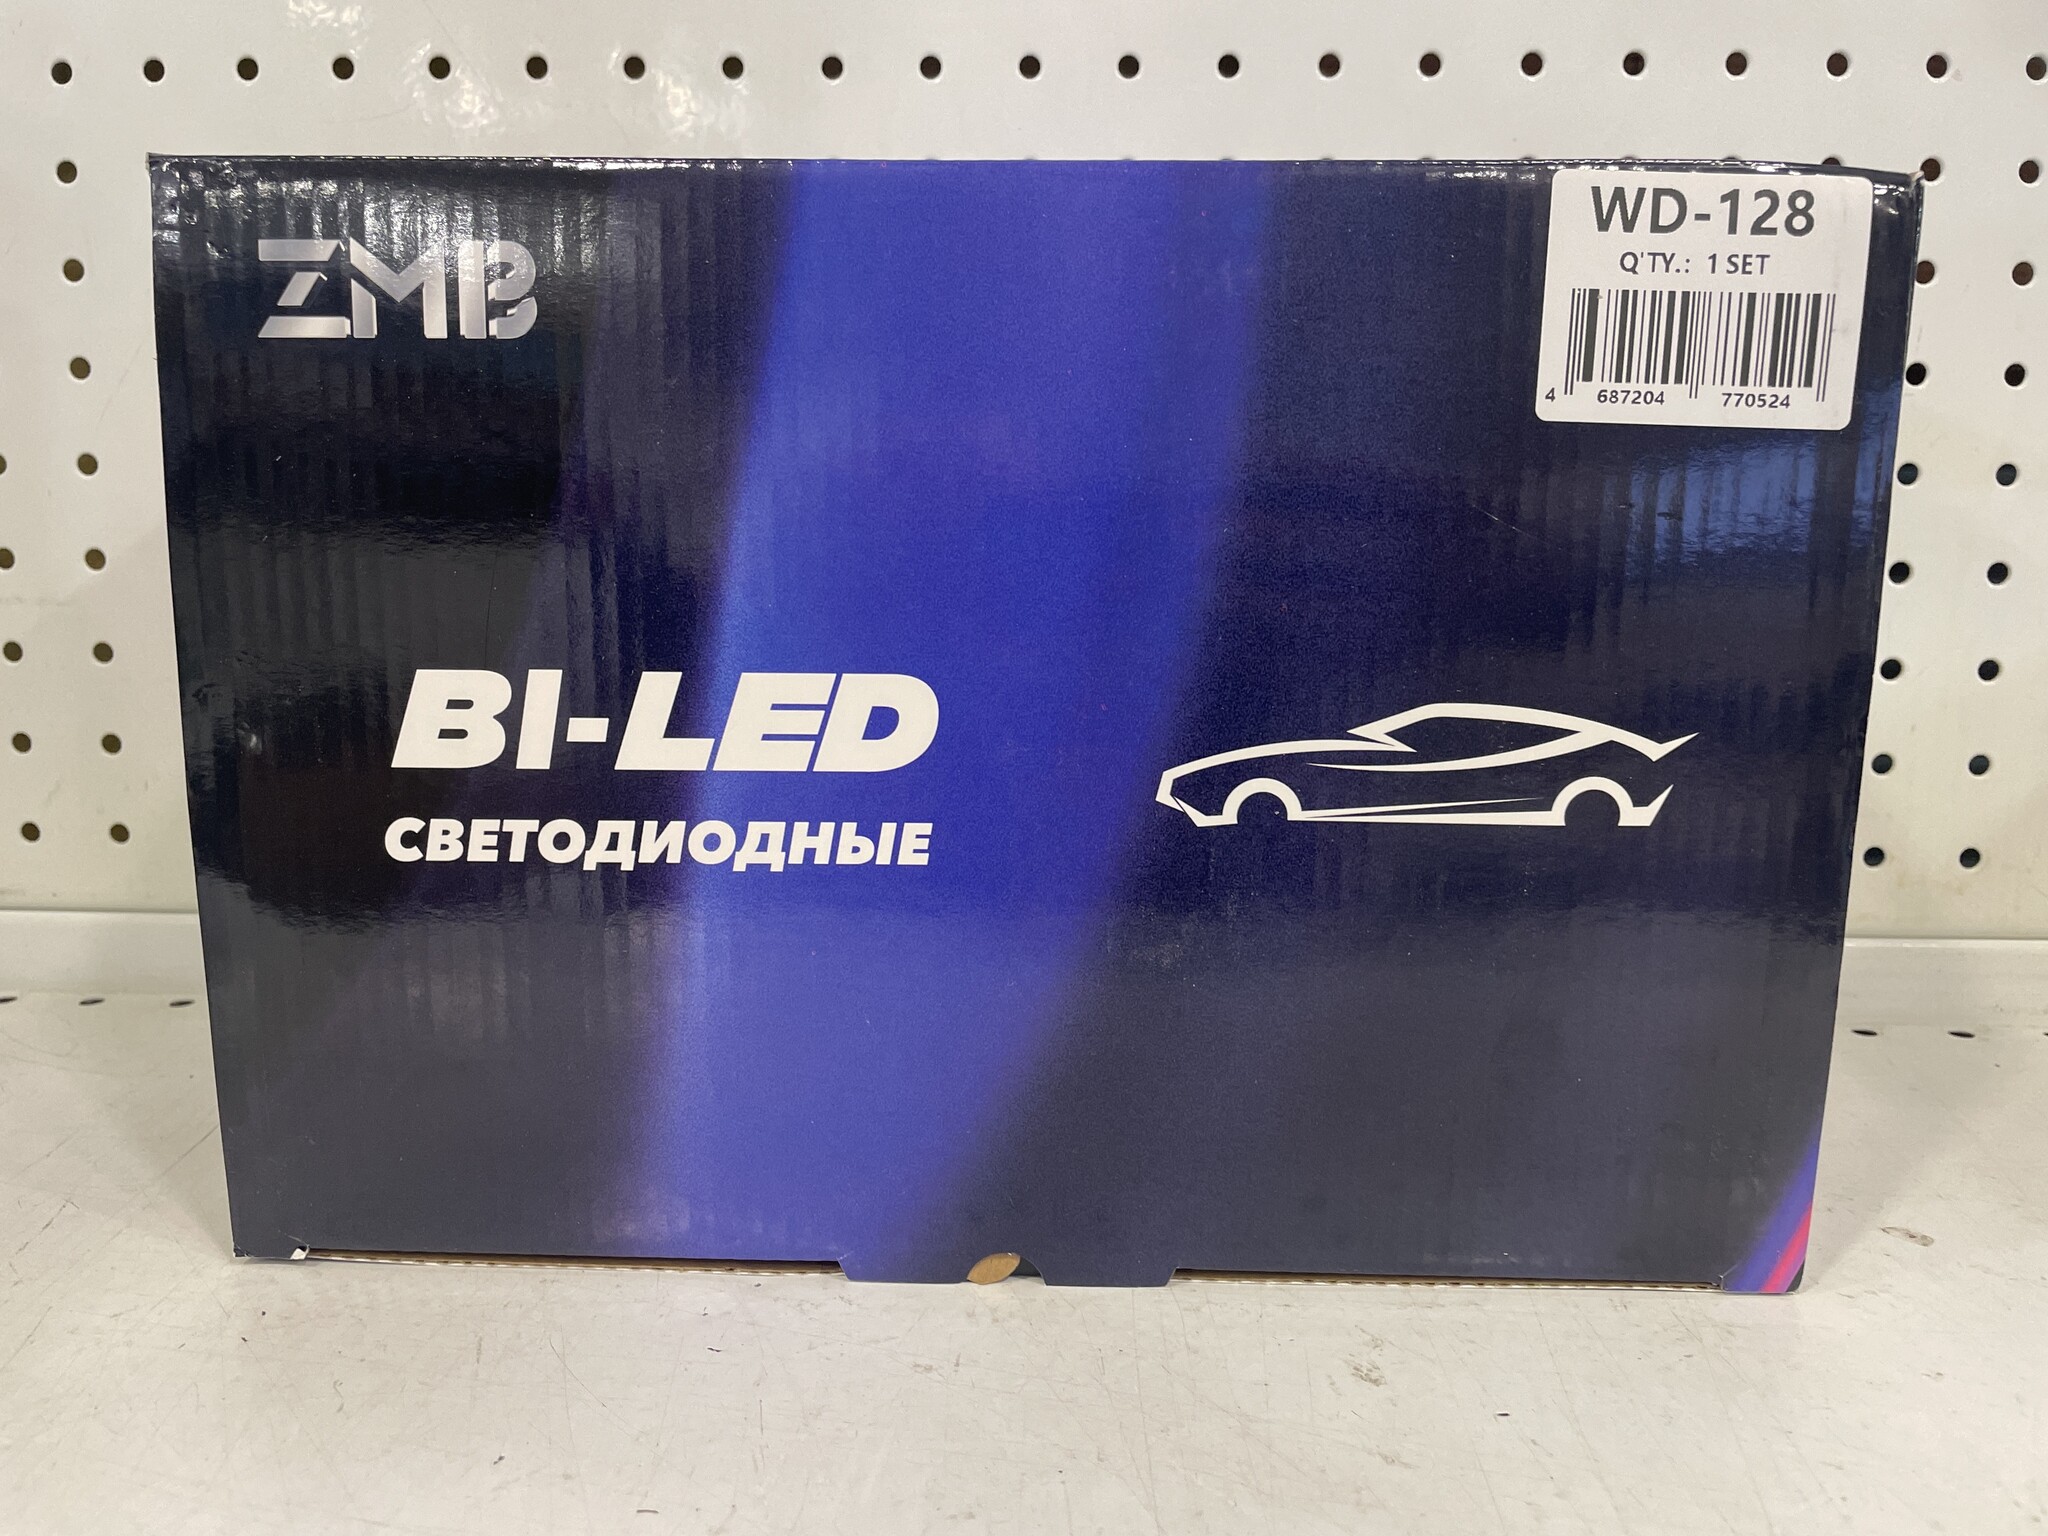 ZMB
WD-128
Q'TY.: 1 SET
4 687204 770524
BI-LED
СВЕТОДИОДНЫЕ